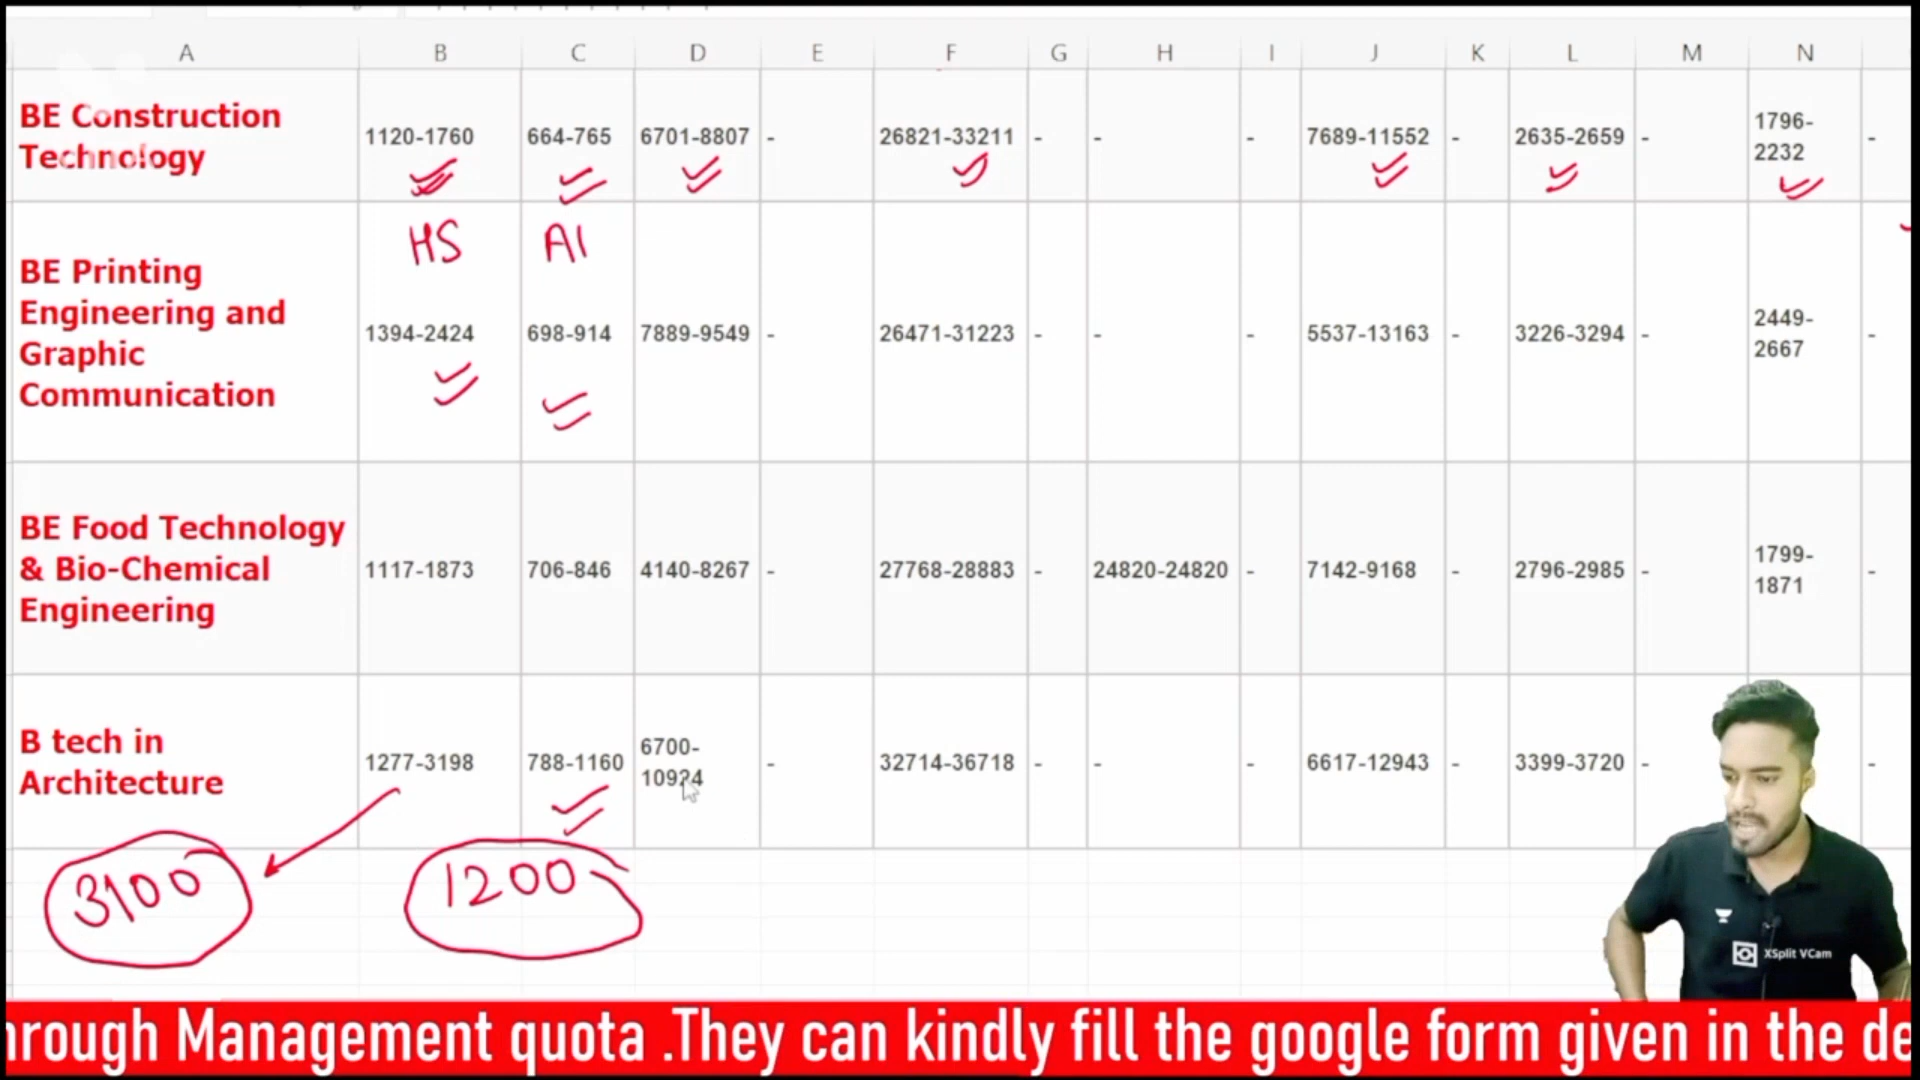 A B C D E F G H I J K L M N
BE Construction
Technology
1120-1760 664-765 6701-8807 - 26821-33211 - - - 7689-11552 - 2635-2659 - 1796-
2232 -
HS AI
BE Printing
Engineering and
Graphic
Communication
1394-2424 698-914 7889-9549 - 26471-31223 - - - 5537-13163 - 3226-3294 - 2449-
2667 -
BE Food Technology
& Bio-Chemical
Engineering
1117-1873 706-846 4140-8267 - 27768-28883 - 24820-24820 - 7142-9168 - 2796-2985 - 1799-
1871 -
B tech in
Architecture
1277-3198 788-1160 6700-
10924 - 32714-36718 - - - 6617-12943 - 3399-3720 - -
3100 1200
XSplit VCam
hrough Management quota .They can kindly fill the google form given in the de